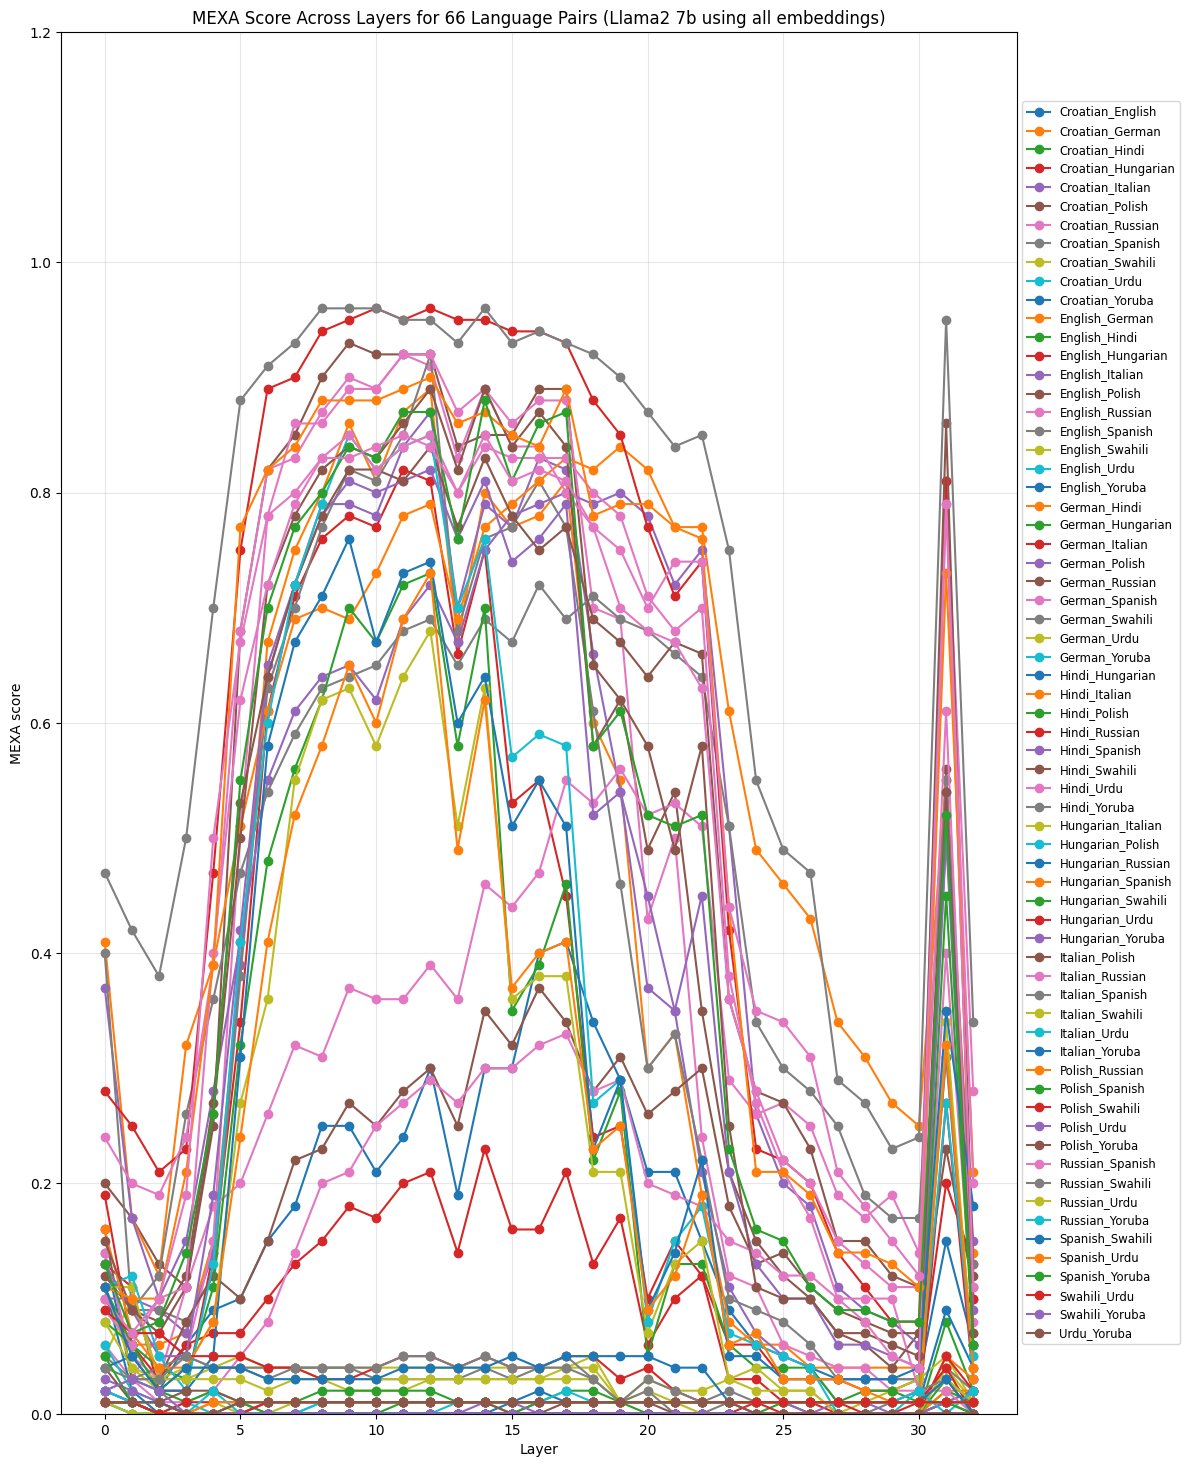 MEXA Score Across Layers for 66 Language Pairs (Llama2 7b using all embeddings)
1.2
1.0
0.8
0.6
0.4
0.2
0.0
MEXA score
0 5 10 15 20 25 30
Layer
Croatian_English
Croatian_German
Croatian_Hindi
Croatian_Hungarian
Croatian_Italian
Croatian_Polish
Croatian_Russian
Croatian_Spanish
Croatian_Swahili
Croatian_Urdu
Croatian_Yoruba
English_German
English_Hindi
English_Hungarian
English_Italian
English_Polish
English_Russian
English_Spanish
English_Swahili
English_Urdu
English_Yoruba
German_Hindi
German_Hungarian
German_Italian
German_Polish
German_Russian
German_Spanish
German_Swahili
German_Urdu
German_Yoruba
Hindi_Hungarian
Hindi_Italian
Hindi_Polish
Hindi_Russian
Hindi_Spanish
Hindi_Swahili
Hindi_Urdu
Hindi_Yoruba
Hungarian_Italian
Hungarian_Polish
Hungarian_Russian
Hungarian_Spanish
Hungarian_Swahili
Hungarian_Urdu
Hungarian_Yoruba
Italian_Polish
Italian_Russian
Italian_Spanish
Italian_Swahili
Italian_Urdu
Italian_Yoruba
Polish_Russian
Polish_Spanish
Polish_Swahili
Polish_Urdu
Polish_Yoruba
Russian_Spanish
Russian_Swahili
Russian_Urdu
Russian_Yoruba
Spanish_Swahili
Spanish_Urdu
Spanish_Yoruba
Swahili_Urdu
Swahili_Yoruba
Urdu_Yoruba